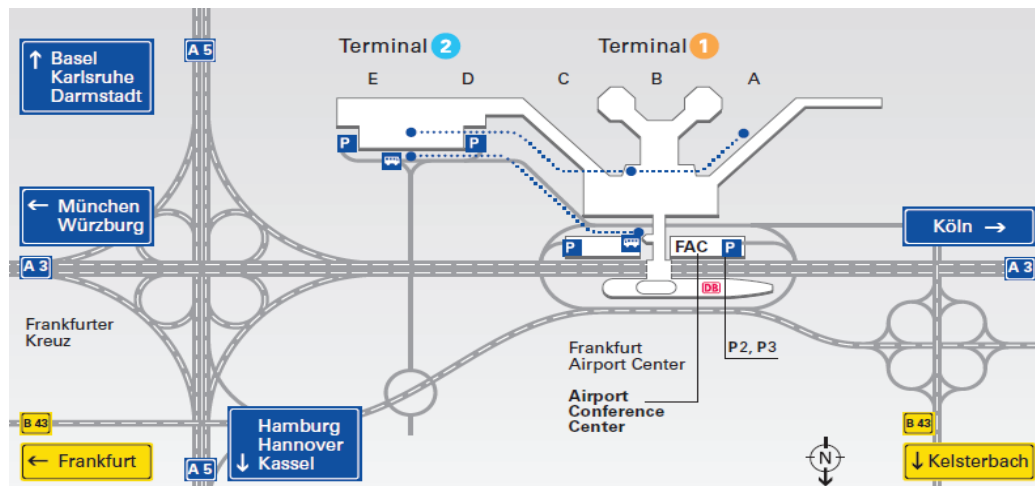 A 5
↑ Basel
Karlsruhe
Darmstadt
Terminal 2
Terminal 1
E
D
C
B
A
P
P
← München
Würzburg
Köln →
P
FAC
P
A 3
A 3
DB
Frankfurter
Kreuz
Frankfurt
Airport Center
P2, P3
Airport
Conference
Center
B 43
Hamburg
Hannover
↓ Kassel
B 43
← Frankfurt
A 5
N
↓ Kelsterbach